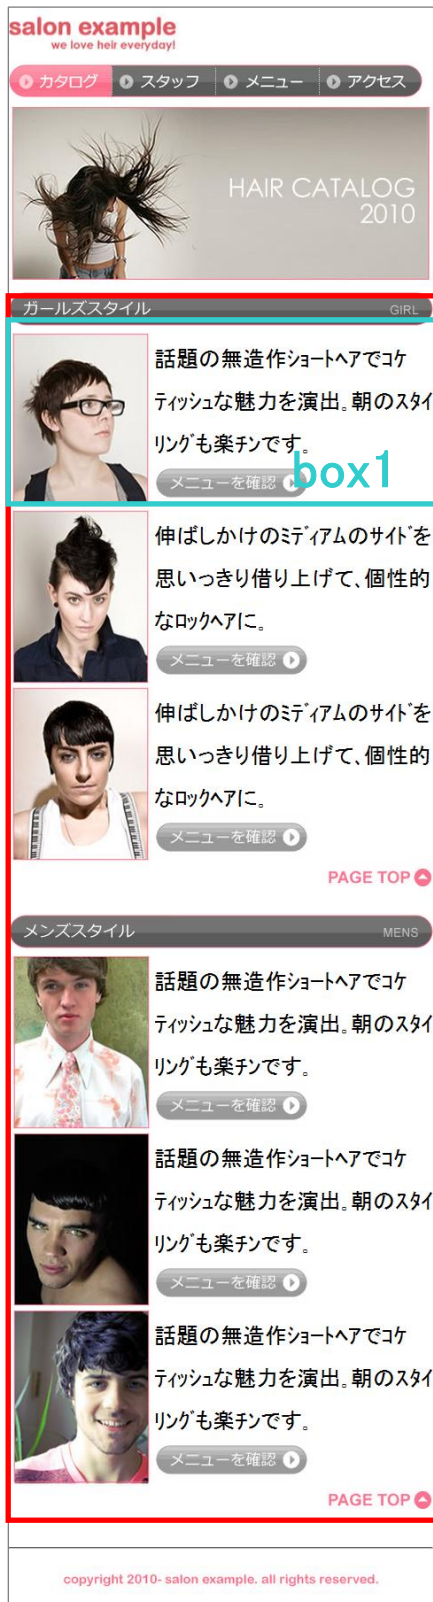 salon example
we love heir everyday!
カタログ スタッフ メニュー アクセス
HAIR CATALOG
2010
ガールズスタイル GIRL
話題の無造作ショートヘアでコケ
ティッシュな魅力を演出。朝のスタイ
リングも楽チンです。
メニューを確認
box1
伸ばしかけのミディアムのサイドを
思いっきり借り上げて、個性的
なロックヘアに。
メニューを確認
伸ばしかけのミディアムのサイドを
思いっきり借り上げて、個性的
なロックヘアに。
メニューを確認
PAGE TOP
メンズスタイル MENS
話題の無造作ショートヘアでコケ
ティッシュな魅力を演出。朝のスタイ
リングも楽チンです。
メニューを確認
話題の無造作ショートヘアでコケ
ティッシュな魅力を演出。朝のスタイ
リングも楽チンです。
メニューを確認
話題の無造作ショートヘアでコケ
ティッシュな魅力を演出。朝のスタイ
リングも楽チンです。
メニューを確認
PAGE TOP
copyright 2010- salon example. all rights reserved.